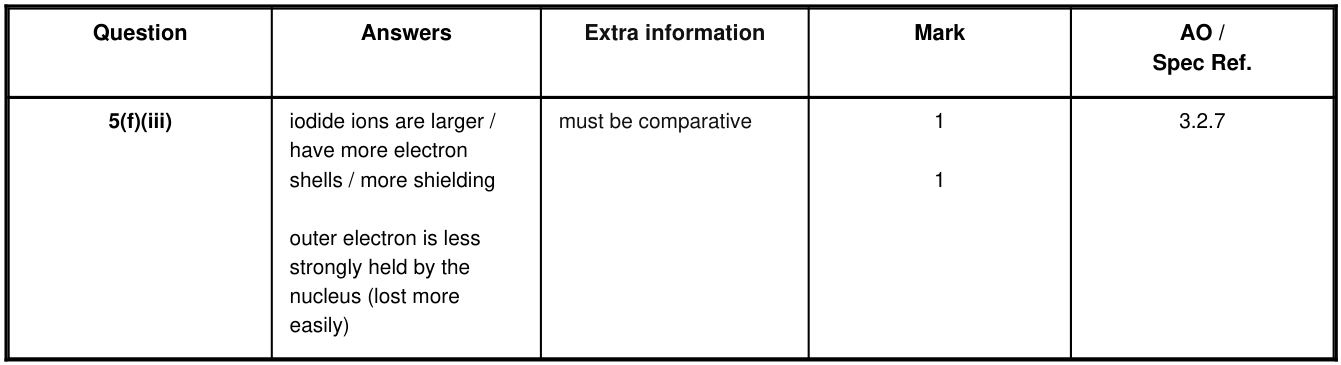 Question Answers Extra information Mark AO /
Spec Ref.
5(f)(iii) iodide ions are larger / must be comparative 1 3.2.7
have more electron
shells / more shielding 1
outer electron is less
strongly held by the
nucleus (lost more
easily)